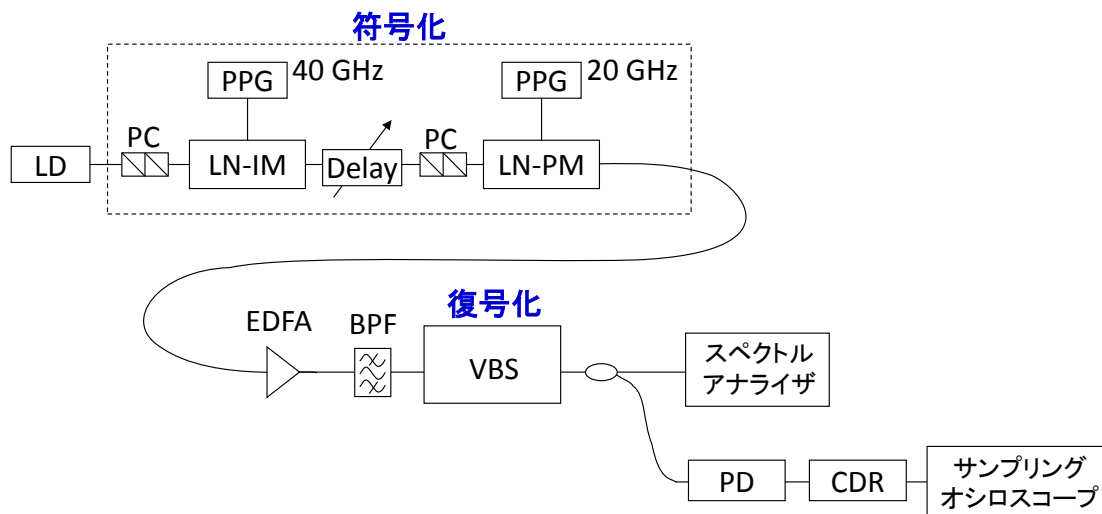 符号化
PPG 40 GHz
PPG 20 GHz
PC
PC
LD
LN-IM
Delay
LN-PM
復号化
EDFA
BPF
VBS
スペクトル
アナライザ
PD
CDR
サンプリング
オシロスコープ